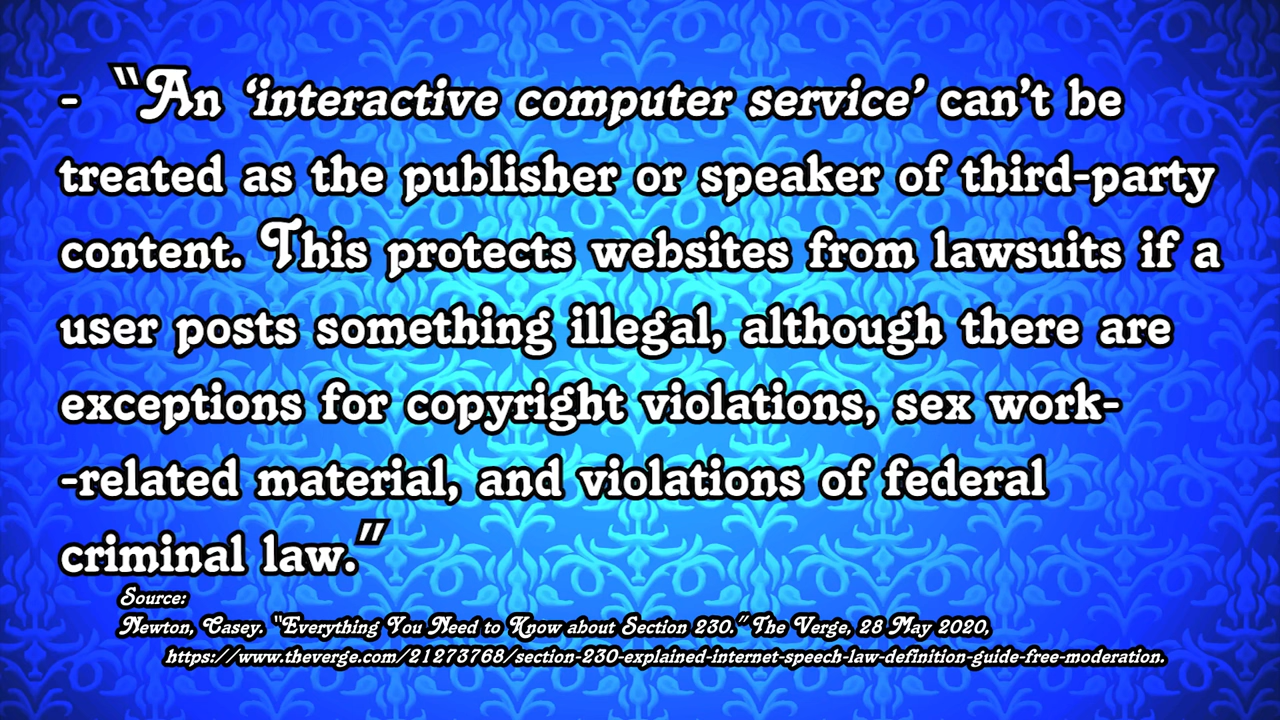 - “An ‘interactive computer service’ can’t be
treated as the publisher or speaker of third-party
content. This protects websites from lawsuits if a
user posts something illegal, although there are
exceptions for copyright violations, sex work-
-related material, and violations of federal
criminal law.”
Source:
Newton, Casey. “Everything You Need to Know about Section 230.” The Verge, 28 May 2020,
https://www.theverge.com/21273768/section-230-explained-internet-speech-law-definition-guide-free-moderation.